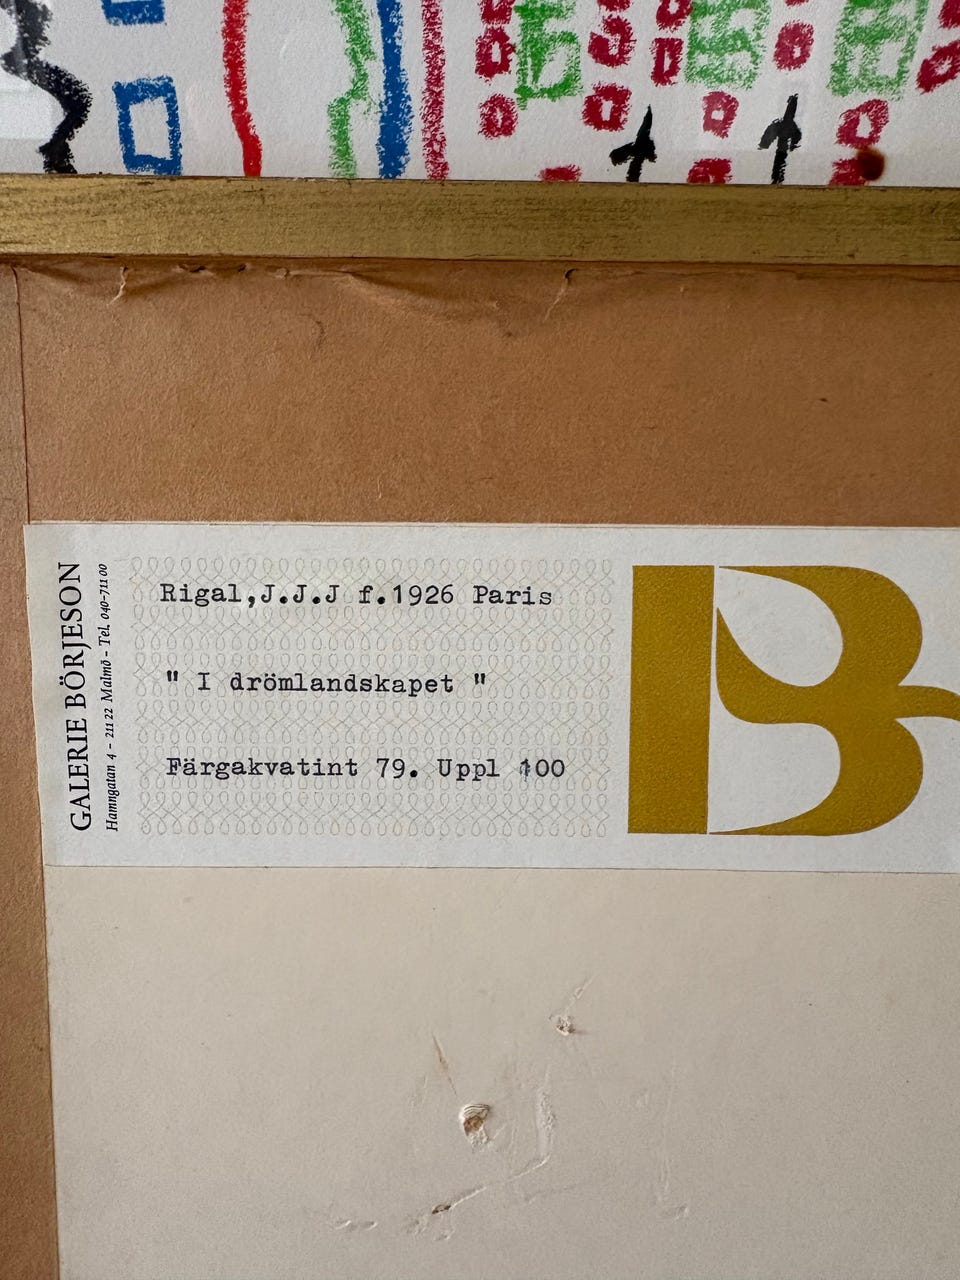 GALERIE BÖRJESON
Hamngatan 4 - 211 22 Malmö - Tel. 040-711 00
Rigal,J.J.J f.1926 Paris
" I drömlandskapet "
Färgakvatint 79. Uppl 100
B